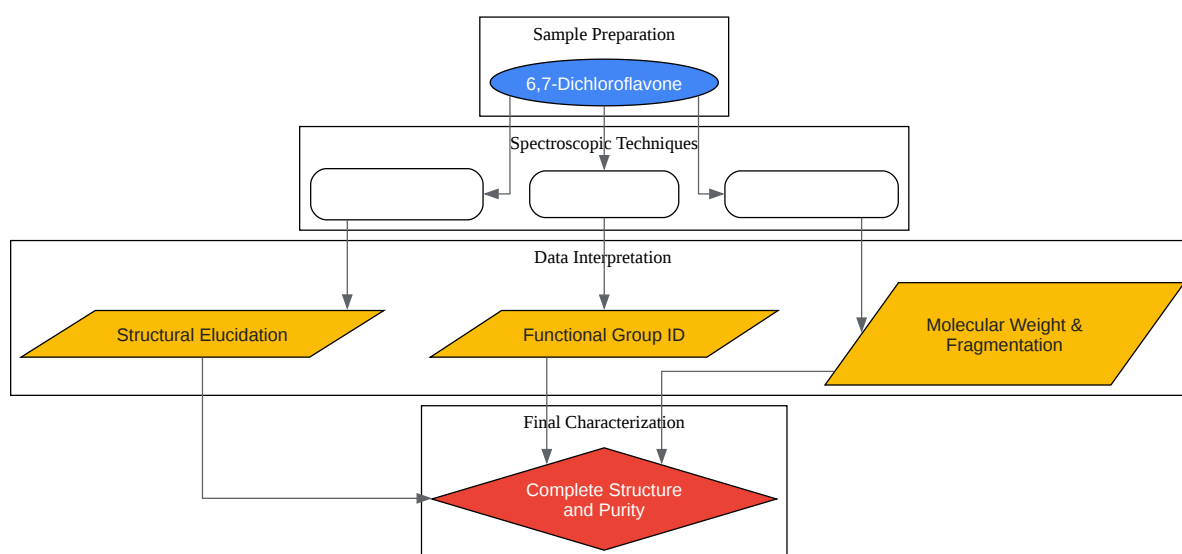 Sample Preparation
6,7-Dichloroflavone
Spectroscopic Techniques
Data Interpretation
Structural Elucidation
Functional Group ID
Molecular Weight &
Fragmentation
Final Characterization
Complete Structure
and Purity